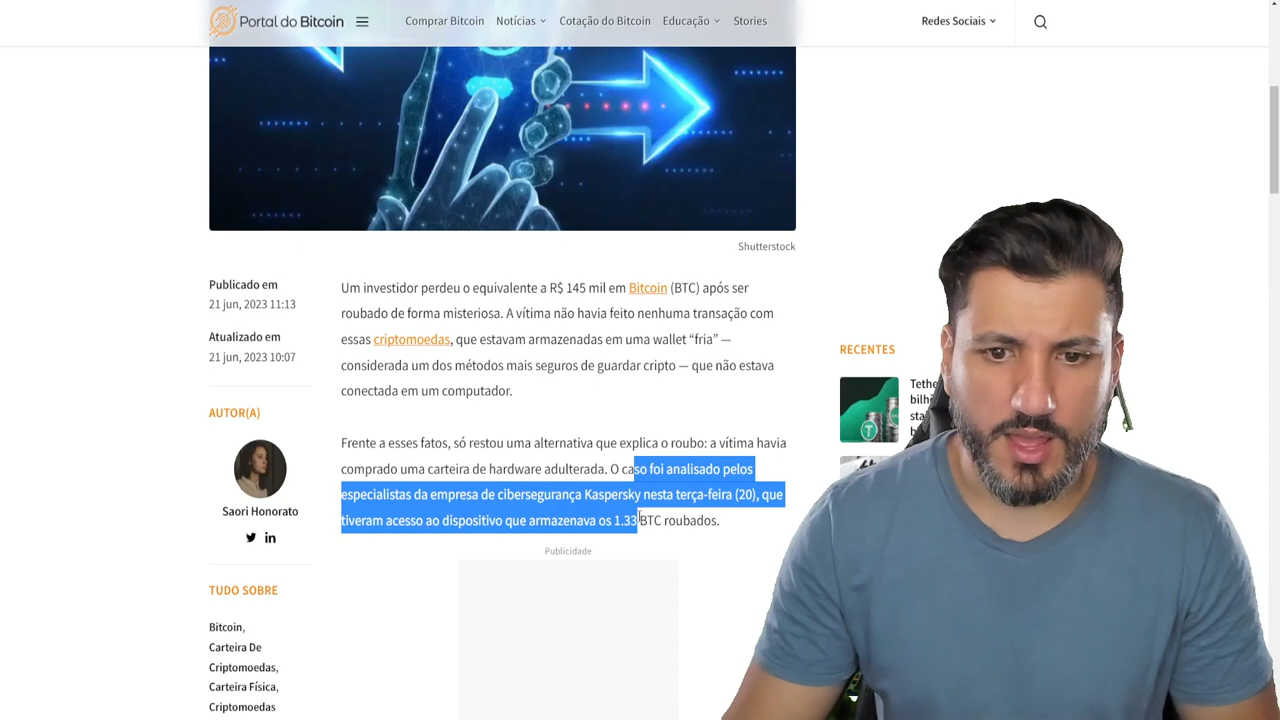 Portal do Bitcoin
Comprar Bitcoin
Notícias
Cotação do Bitcoin
Educação
Stories
Redes Sociais
Shutterstock
Publicado em
21 jun, 2023 11:13
Atualizado em
21 jun, 2023 10:07
AUTOR(A)
Saori Honorato
TUDO SOBRE
Bitcoin,
Carteira De
Criptomoedas,
Carteira Física,
Criptomoedas
Um investidor perdeu o equivalente a R$ 145 mil em Bitcoin (BTC) após ser
roubado de forma misteriosa. A vítima não havia feito nenhuma transação com
essas criptomoedas, que estavam armazenadas em uma wallet “fria” —
considerada um dos métodos mais seguros de guardar cripto — que não estava
conectada em um computador.
Frente a esses fatos, só restou uma alternativa que explica o roubo: a vítima havia
comprado uma carteira de hardware adulterada. O caso foi analisado pelos
especialistas da empresa de cibersegurança Kaspersky nesta terça-feira (20), que
tiveram acesso ao dispositivo que armazenava os 1.33 BTC roubados.
Publicidade
RECENTES
Tethe